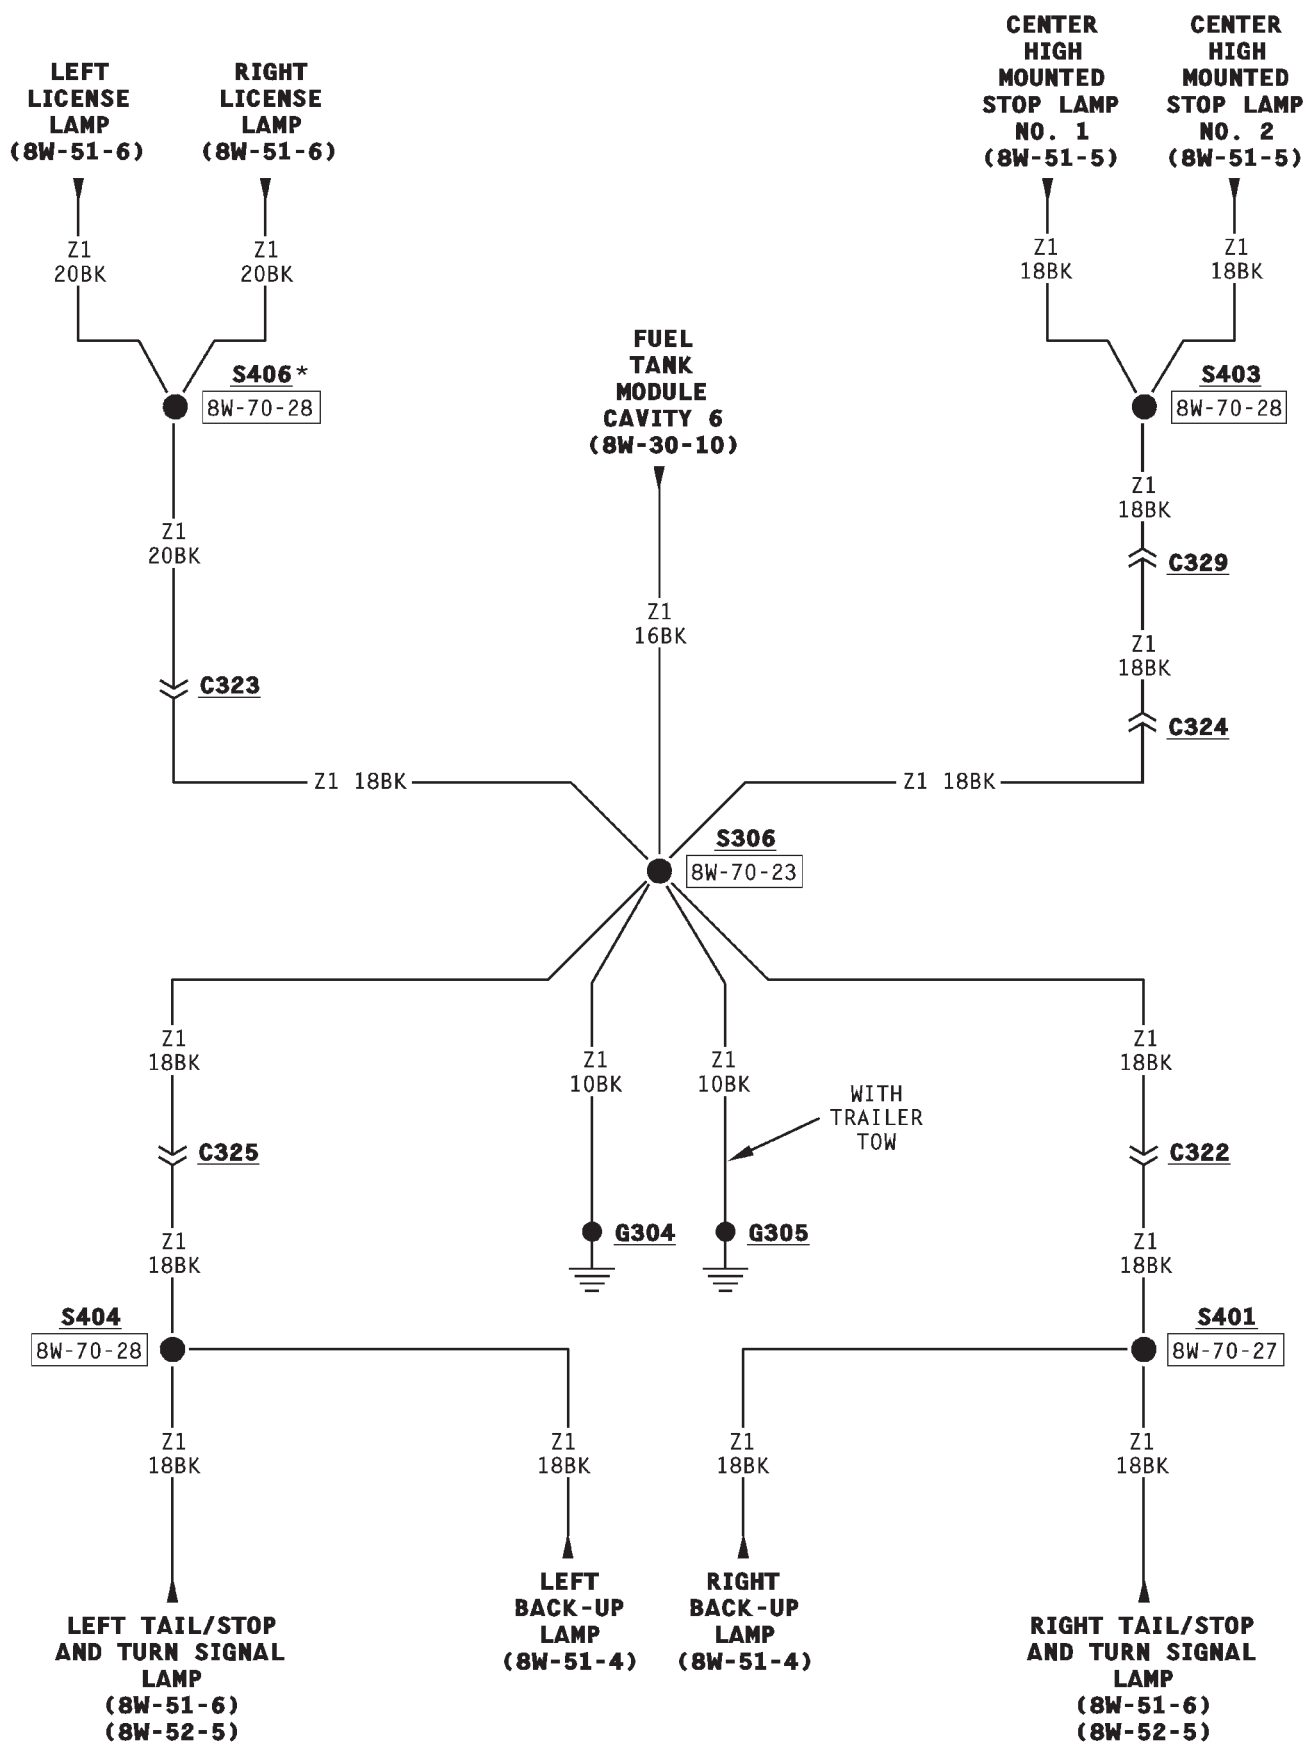 LEFT
LICENSE
LAMP
(8W-51-6)
RIGHT
LICENSE
LAMP
(8W-51-6)
CENTER
HIGH
MOUNTED
STOP LAMP
NO. 1
(8W-51-5)
CENTER
HIGH
MOUNTED
STOP LAMP
NO. 2
(8W-51-5)
Z1
20BK
Z1
20BK
Z1
18BK
Z1
18BK
S406*
8W-70-28
FUEL
TANK
MODULE
CAVITY 6
(8W-30-10)
S403
8W-70-28
Z1
20BK
Z1
18BK
C329
Z1
16BK
Z1
18BK
C323
C324
Z1 18BK
Z1 18BK
S306
8W-70-23
Z1
18BK
Z1
10BK
Z1
10BK
Z1
18BK
WITH
TRAILER
TOW
C325
C322
G304
G305
Z1
18BK
Z1
18BK
S404
8W-70-28
S401
8W-70-27
Z1
18BK
Z1
18BK
Z1
18BK
Z1
18BK
LEFT
BACK-UP
LAMP
(8W-51-4)
RIGHT
BACK-UP
LAMP
(8W-51-4)
LEFT TAIL/STOP
AND TURN SIGNAL
LAMP
(8W-51-6)
(8W-52-5)
RIGHT TAIL/STOP
AND TURN SIGNAL
LAMP
(8W-51-6)
(8W-52-5)